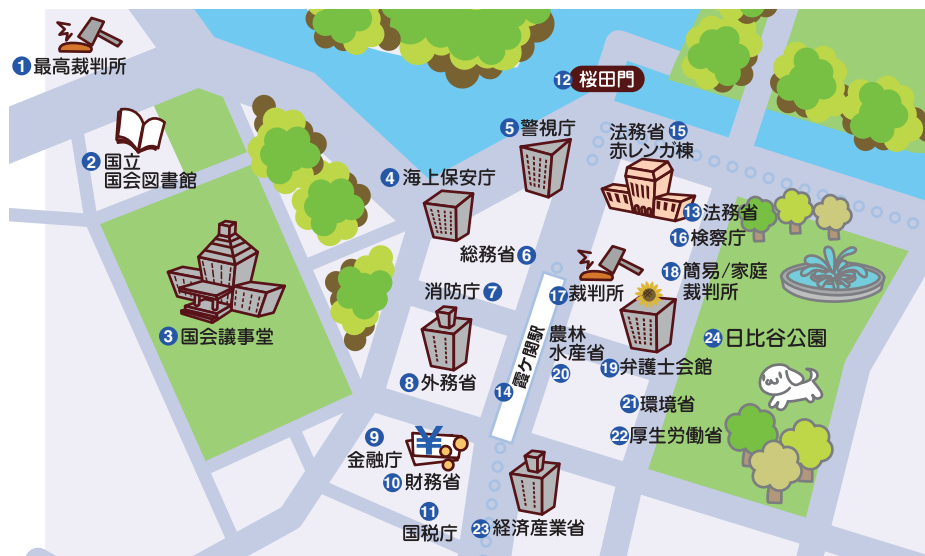 1 最高裁判所
2 国立
国会図書館
3 国会議事堂
4 海上保安庁
5 警視庁
総務省 6
消防庁 7
8 外務省
9
金融庁
10 財務省
11
国税庁
12 桜田門
法務省 15
赤レンガ棟
13 法務省
16 検察庁
17 裁判所
18 簡易/家庭
裁判所
14 霞ケ関駅
農林
水産省
20
19 弁護士会館
21 環境省
22 厚生労働省
23 経済産業省
24 日比谷公園
¥